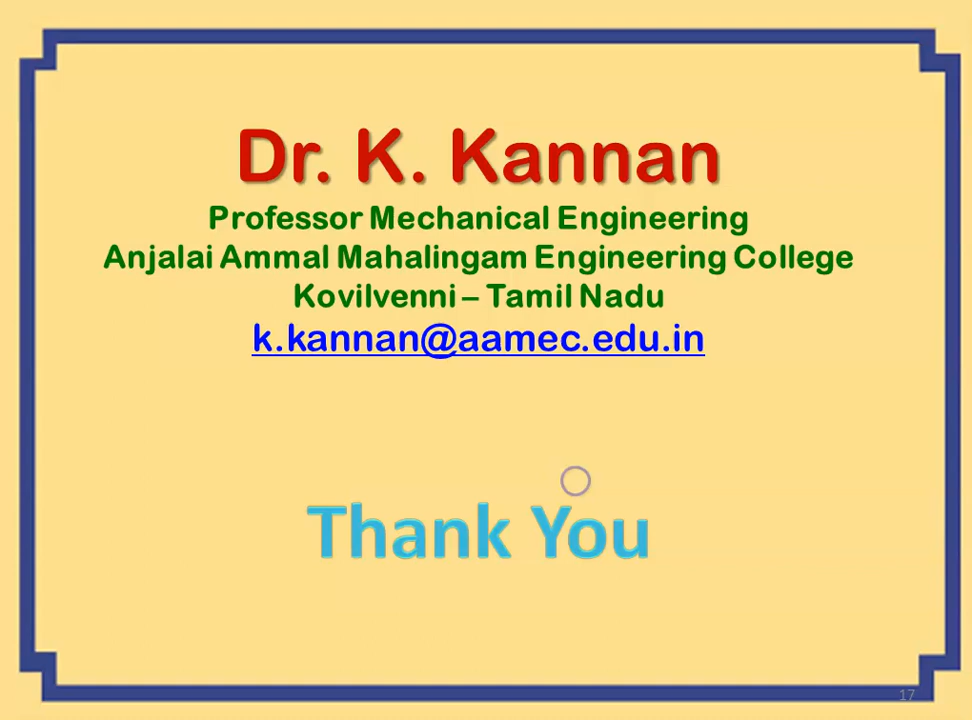 Dr. K. Kannan
Professor Mechanical Engineering
Anjalai Ammal Mahalingam Engineering College
Kovilvenni – Tamil Nadu
k.kannan@aamec.edu.in
Thank You
17